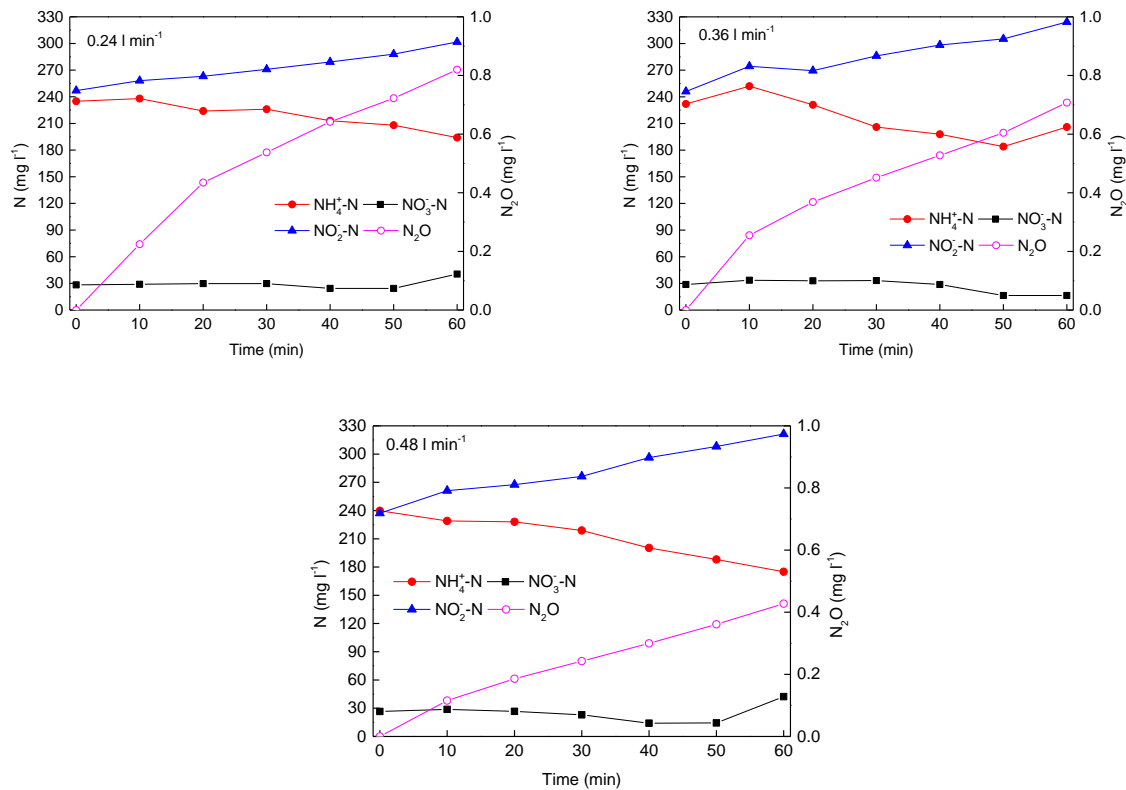 0.24 l min⁻¹
N (mg l⁻¹)
330
300
270
240
210
180
150
120
90
60
30
0
NH₄⁺-N NO₃⁻-N
NO₂⁻-N N₂O
1.0
0.8
0.6
0.4
0.2
0.0
N₂O (mg l⁻¹)
0 10 20 30 40 50 60
Time (min)
0.36 l min⁻¹
N (mg l⁻¹)
330
300
270
240
210
180
150
120
90
60
30
0
NH₄⁺-N NO₃⁻-N
NO₂⁻-N N₂O
1.0
0.8
0.6
0.4
0.2
0.0
N₂O (mg l⁻¹)
0 10 20 30 40 50 60
Time (min)
0.48 l min⁻¹
N (mg l⁻¹)
330
300
270
240
210
180
150
120
90
60
30
0
NH₄⁺-N NO₃⁻-N
NO₂⁻-N N₂O
1.0
0.8
0.6
0.4
0.2
0.0
N₂O (mg l⁻¹)
0 10 20 30 40 50 60
Time (min)